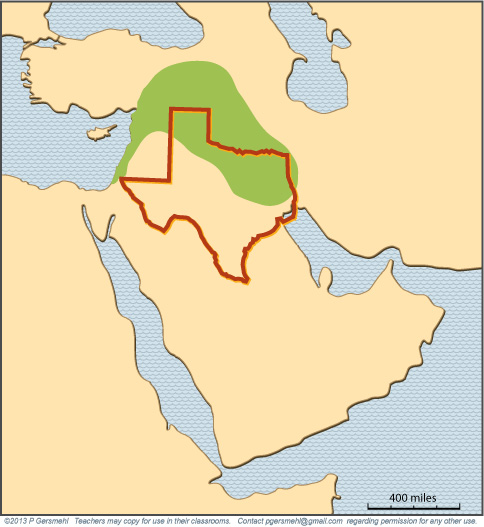 400 miles
©2013 P Gersmehl Teachers may copy for use in their classrooms. Contact pgersmehl@gmail.com regarding permission for any other use.